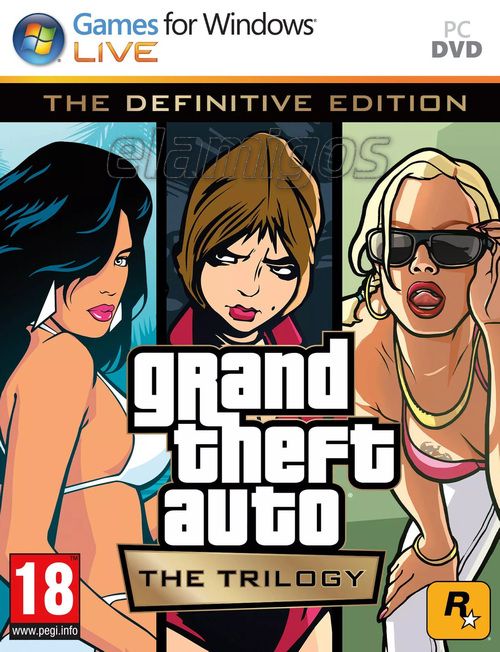 Games for Windows®
LIVE
PC
DVD
THE DEFINITIVE EDITION
elamigos
grand
theft
auto
THE TRILOGY
18
www.pegi.info
R